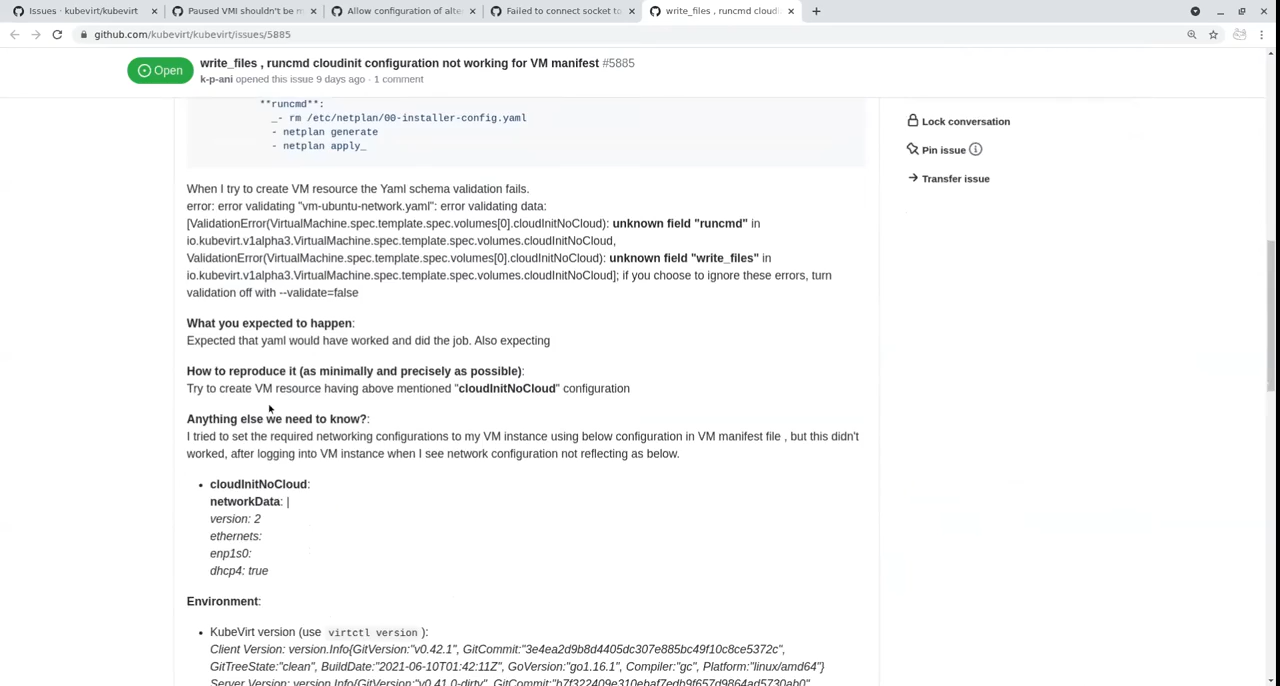 Issues · kubevirt/kubevirt
Paused VMI shouldn't be m
Allow configuration of alte
Failed to connect socket to
write_files , runcmd cloudi
github.com/kubevirt/kubevirt/issues/5885
Open
write_files , runcmd cloudinit configuration not working for VM manifest #5885
k-p-ani opened this issue 9 days ago · 1 comment
**runcmd**:
_- rm /etc/netplan/00-installer-config.yaml
- netplan generate
- netplan apply_
Lock conversation
Pin issue
Transfer issue
When I try to create VM resource the Yaml schema validation fails.
error: error validating "vm-ubuntu-network.yaml": error validating data:
[ValidationError(VirtualMachine.spec.template.spec.volumes[0].cloudInitNoCloud): unknown field "runcmd" in
io.kubevirt.v1alpha3.VirtualMachine.spec.template.spec.volumes.cloudInitNoCloud,
ValidationError(VirtualMachine.spec.template.spec.volumes[0].cloudInitNoCloud): unknown field "write_files" in
io.kubevirt.v1alpha3.VirtualMachine.spec.template.spec.volumes.cloudInitNoCloud]; if you choose to ignore these errors, turn
validation off with --validate=false
What you expected to happen:
Expected that yaml would have worked and did the job. Also expecting
How to reproduce it (as minimally and precisely as possible):
Try to create VM resource having above mentioned "cloudInitNoCloud" configuration
Anything else we need to know?:
I tried to set the required networking configurations to my VM instance using below configuration in VM manifest file , but this didn't
worked, after logging into VM instance when I see network configuration not reflecting as below.
• cloudInitNoCloud:
networkData: |
version: 2
ethernets:
enp1s0:
dhcp4: true
Environment:
• KubeVirt version (use virtctl version ):
Client Version: version.Info{GitVersion:"v0.42.1", GitCommit:"3e4ea2d9b8d4405dc307e885bc49f10c8ce5372c",
GitTreeState:"clean", BuildDate:"2021-06-10T01:42:11Z", GoVersion:"go1.16.1", Compiler:"gc", Platform:"linux/amd64"}
Server Version: version.Info{GitVersion:"v0.41.0-dirty", GitCommit:"b7f322409e310ebaf7edb9f657d9864ad5730ab0"